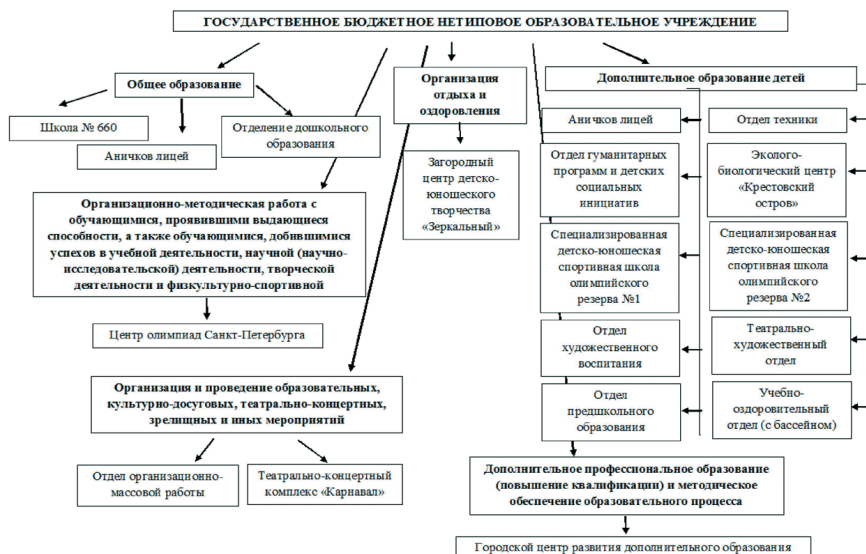 ГОСУДАРСТВЕННОЕ БЮДЖЕТНОЕ НЕТИПОВОЕ ОБРАЗОВАТЕЛЬНОЕ УЧРЕЖДЕНИЕ
Общее образование
Школа № 660
Аничков лицей
Отделение дошкольного
образования
Организация
отдыха и
оздоровления
Загородный
центр детско-
юношеского
творчества
«Зеркальный»
Дополнительное образование детей
Аничков лицей
Отдел техники
Отдел гуманитарных
программ и детских
социальных
инициатив
Эколого-
биологический центр
«Крестовский
остров»
Специализированная
детско-юношеская
спортивная школа
олимпийского
резерва №1
Специализированная
детско-юношеская
спортивная школа
олимпийского
резерва №2
Отдел
художественного
воспитания
Театрально-
художественный
отдел
Отдел
предшкольного
образования
Учебно-
оздоровительный
отдел (с бассейном)
Организационно-методическая работа с
обучающимися, проявившими выдающиеся
способности, а также обучающимися, добившимися
успехов в учебной деятельности, научной (научно-
исследовательской) деятельности, творческой
деятельности и физкультурно-спортивной
Центр олимпиад Санкт-Петербурга
Организация и проведение образовательных,
культурно-досуговых, театрально-концертных,
зрелищных и иных мероприятий
Отдел организационно-
массовой работы
Театрально-концертный
комплекс «Карнавал»
Дополнительное профессиональное образование
(повышение квалификации) и методическое
обеспечение образовательного процесса
Городской центр развития дополнительного образования